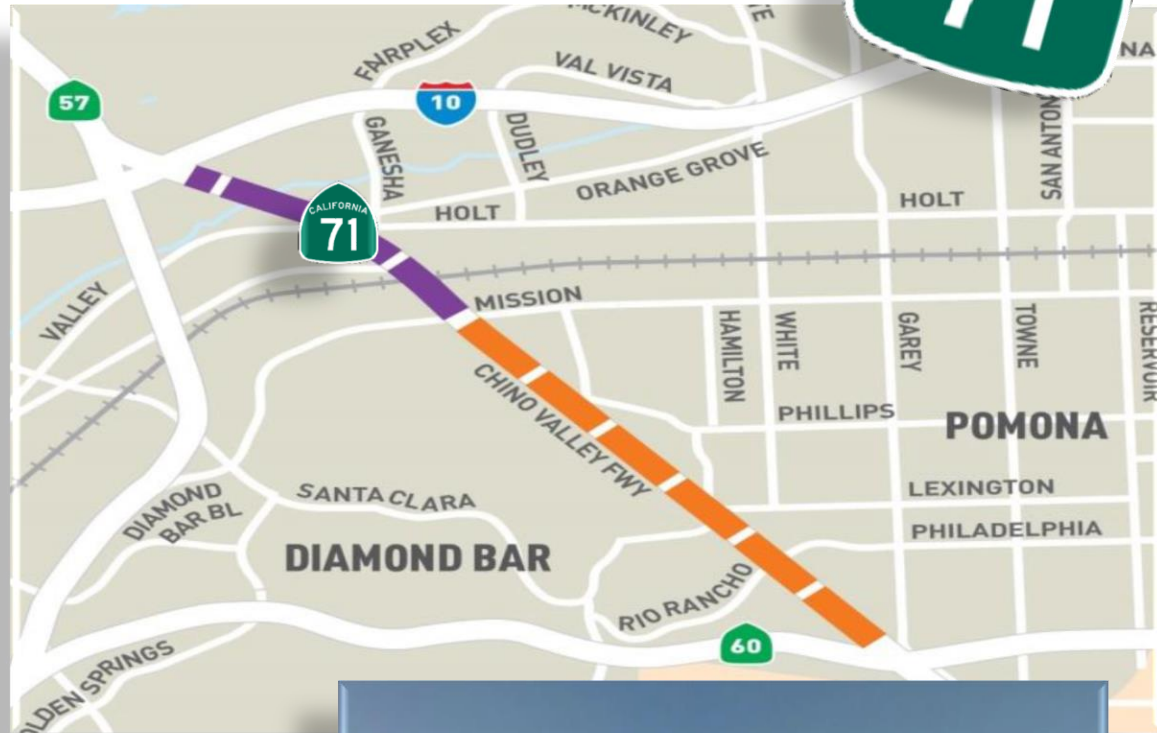 71
McKINLEY
FAIRPLEX
VAL VISTA
57
10
GANESHA
DUDLEY
SAN ANTON
ORANGE GROVE
CALIFORNIA
71
HOLT
HOLT
VALLEY
MISSION
HAMILTON
WHITE
GAREY
TOWNE
RESERVOIR
CHINO VALLEY FWY
PHILLIPS
POMONA
DIAMOND
BAR BL
SANTA CLARA
LEXINGTON
PHILADELPHIA
DIAMOND BAR
RIO RANCHO
60
OLDEN SPRINGS